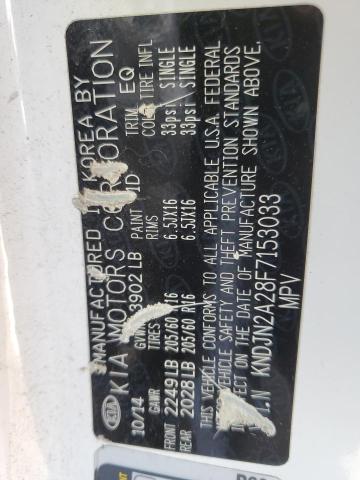 MANUFACTURED IN KOREA BY
KIA MOTORS CORPORATION
KIA
10/14 3902 LB PAINT UD TRIM EQ
GAWR TIRES RIMS COLD TIRE INFL
FRONT 2249 LB 205/60 R16 6.5JX16 33psi SINGLE
REAR 2028 LB 205/60 R16 6.5JX16 33psi SINGLE
THIS VEHICLE CONFORMS TO ALL APPLICABLE U.S.A. FEDERAL
VEHICLE SAFETY AND THEFT PREVENTION STANDARDS
EFFECT ON THE DATE OF MANUFACTURE SHOWN ABOVE.
KNDJN2A28F7153033
MPV